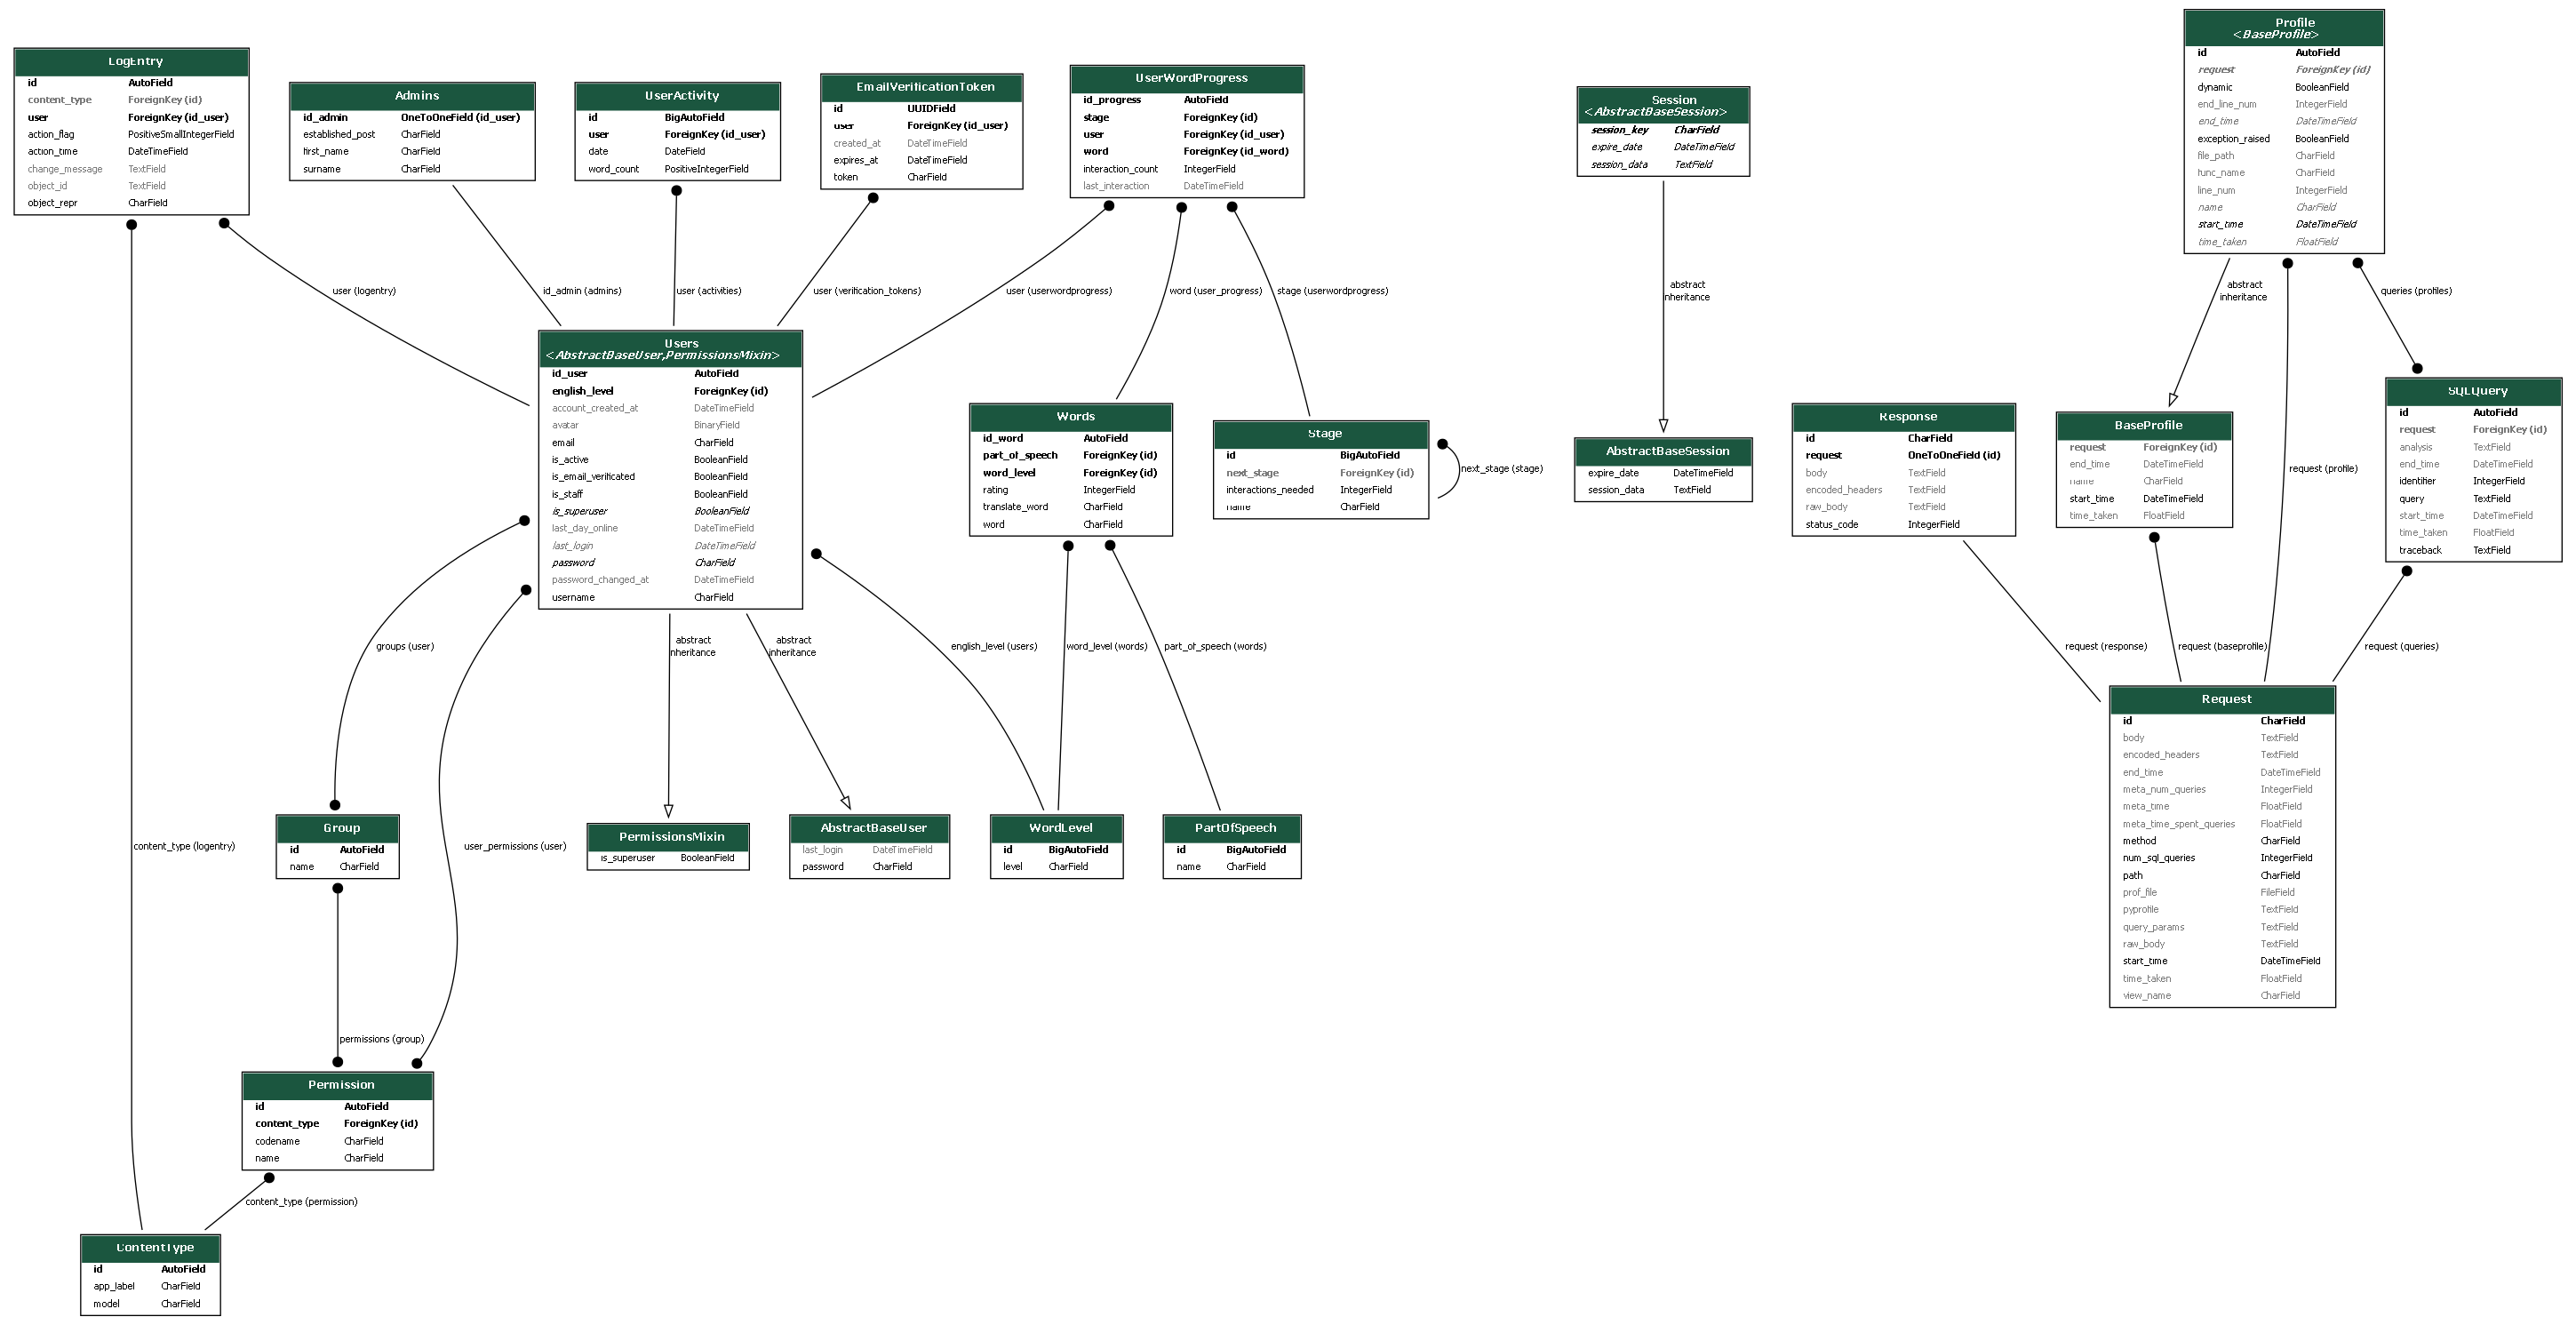 LogEntry
id AutoField
content_type ForeignKey (id)
user ForeignKey (id_user)
action_flag PositiveSmallIntegerField
action_time DateTimeField
change_message TextField
object_id TextField
object_repr CharField
Admins
id_admin OneToOneField (id_user)
established_post CharField
first_name CharField
surname CharField
UserActivity
id BigAutoField
user ForeignKey (id_user)
date DateField
word_count PositiveIntegerField
EmailVerificationToken
id UUIDField
user ForeignKey (id_user)
created_at DateTimeField
expires_at DateTimeField
token CharField
UserWordProgress
id_progress AutoField
stage ForeignKey (id)
user ForeignKey (id_user)
word ForeignKey (id_word)
interaction_count IntegerField
last_interaction DateTimeField
Session
<AbstractBaseSession>
session_key CharField
expire_date DateTimeField
session_data TextField
Profile
<BaseProfile>
id AutoField
request ForeignKey (id)
dynamic BooleanField
end_line_num IntegerField
end_time DateTimeField
exception_raised BooleanField
file_path CharField
func_name CharField
line_num IntegerField
name CharField
start_time DateTimeField
time_taken FloatField
user (logentry)
id_admin (admins)
user (activities)
user (verification_tokens)
user (userwordprogress)
word (user_progress)
stage (userwordprogress)
abstract
inheritance
abstract
inheritance
queries (profiles)
Users
<AbstractBaseUser,PermissionsMixin>
id_user AutoField
english_level ForeignKey (id)
account_created_at DateTimeField
avatar BinaryField
email CharField
is_active BooleanField
is_email_verificated BooleanField
is_staff BooleanField
is_superuser BooleanField
last_day_online DateTimeField
last_login DateTimeField
password CharField
password_changed_at DateTimeField
username CharField
Words
id_word AutoField
part_of_speech ForeignKey (id)
word_level ForeignKey (id)
rating IntegerField
translate_word CharField
word CharField
Stage
id BigAutoField
next_stage ForeignKey (id)
interactions_needed IntegerField
name CharField
next_stage (stage)
AbstractBaseSession
expire_date DateTimeField
session_data TextField
Response
id CharField
request OneToOneField (id)
body TextField
encoded_headers TextField
raw_body TextField
status_code IntegerField
BaseProfile
request ForeignKey (id)
end_time DateTimeField
name CharField
start_time DateTimeField
time_taken FloatField
request (profile)
SQLQuery
id AutoField
request ForeignKey (id)
analysis TextField
end_time DateTimeField
identifier IntegerField
query TextField
start_time DateTimeField
time_taken FloatField
traceback TextField
groups (user)
abstract
inheritance
abstract
inheritance
english_level (users)
word_level (words)
part_of_speech (words)
request (response)
request (baseprofile)
request (queries)
Request
id CharField
body TextField
encoded_headers TextField
end_time DateTimeField
meta_num_queries IntegerField
meta_time FloatField
meta_time_spent_queries FloatField
method CharField
num_sql_queries IntegerField
path CharField
prof_file FileField
pyprofile TextField
query_params TextField
raw_body TextField
start_time DateTimeField
time_taken FloatField
view_name CharField
content_type (logentry)
Group
id AutoField
name CharField
user_permissions (user)
PermissionsMixin
is_superuser BooleanField
AbstractBaseUser
last_login DateTimeField
password CharField
WordLevel
id BigAutoField
level CharField
PartOfSpeech
id BigAutoField
name CharField
permissions (group)
Permission
id AutoField
content_type ForeignKey (id)
codename CharField
name CharField
content_type (permission)
ContentType
id AutoField
app_label CharField
model CharField